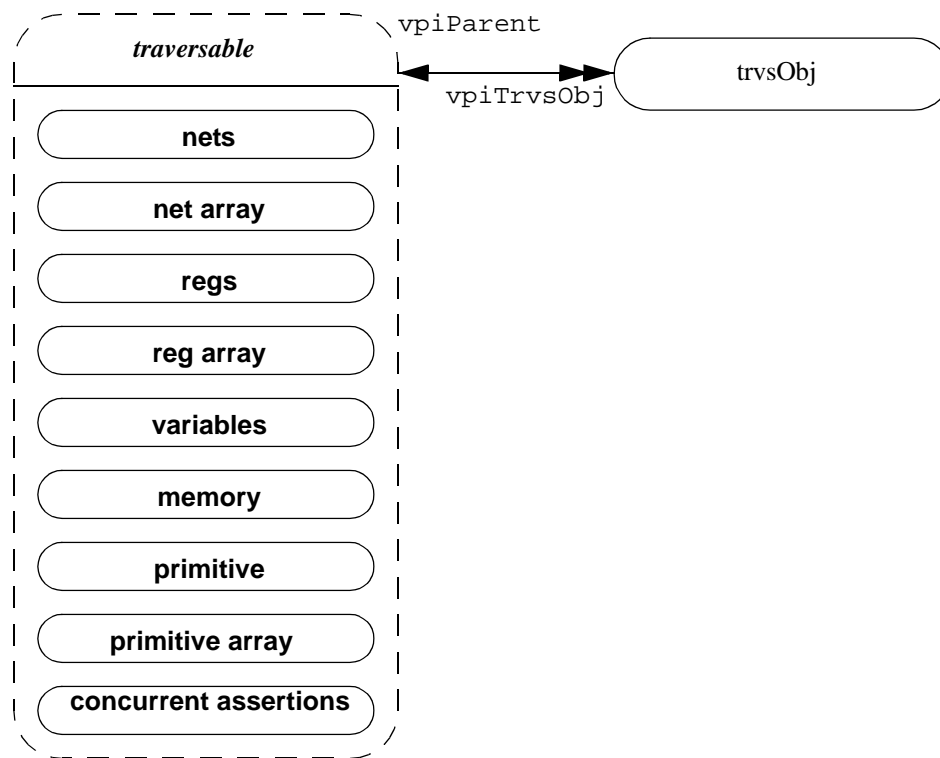 vpiParent
traversable
trvsObj
vpiTrvsObj
nets
net array
regs
reg array
variables
memory
primitive
primitive array
concurrent assertions